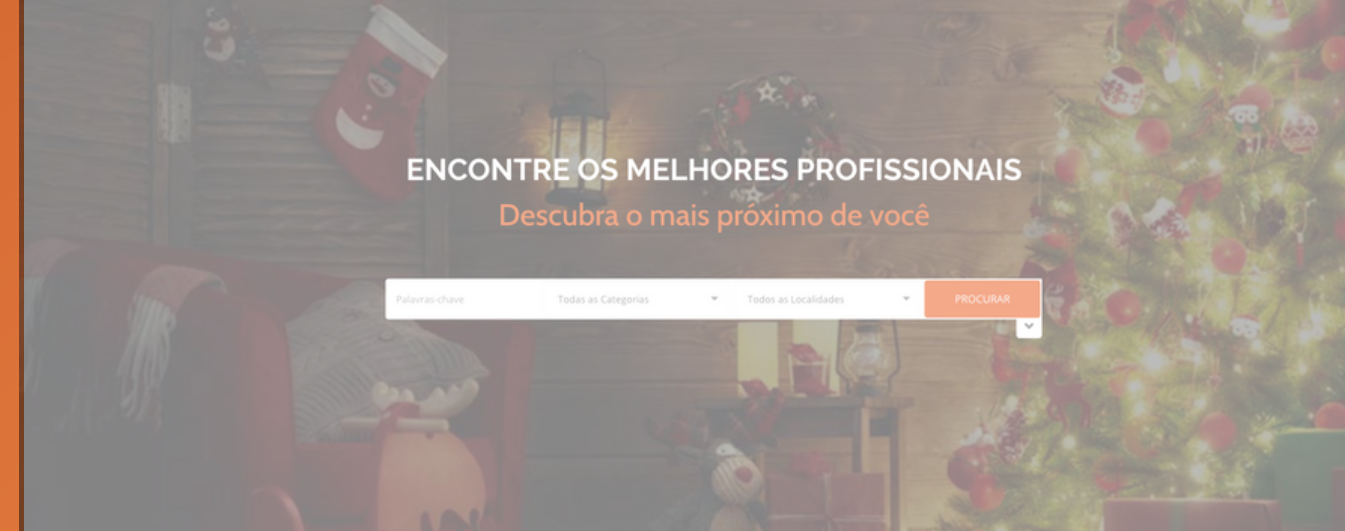 ENCONTRE OS MELHORES PROFISSIONAIS
Descubra o mais próximo de você
Palavras-chave
Todas as Categorias
Todos as Localidades
PROCURAR